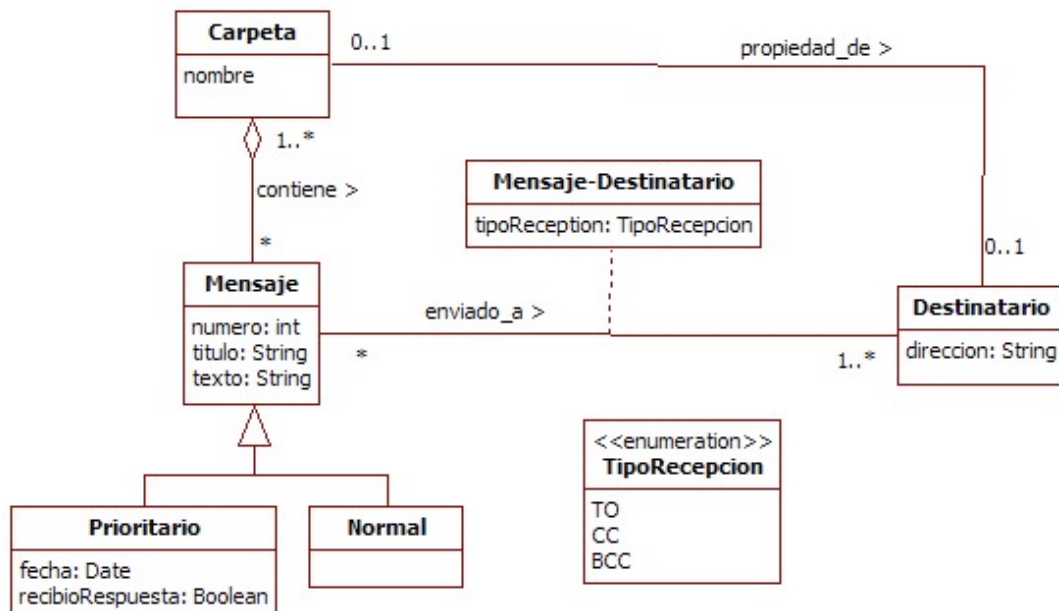 Carpeta
nombre
0..1
propiedad_de >
1..*
contiene >
*
Mensaje-Destinatario
tipoReception: TipoRecepcion
0..1
Mensaje
numero: int
titulo: String
texto: String
enviado_a >
*
1..*
Destinatario
direccion: String
<<enumeration>>
TipoRecepcion
TO
CC
BCC
Prioritario
fecha: Date
recibioRespuesta: Boolean
Normal